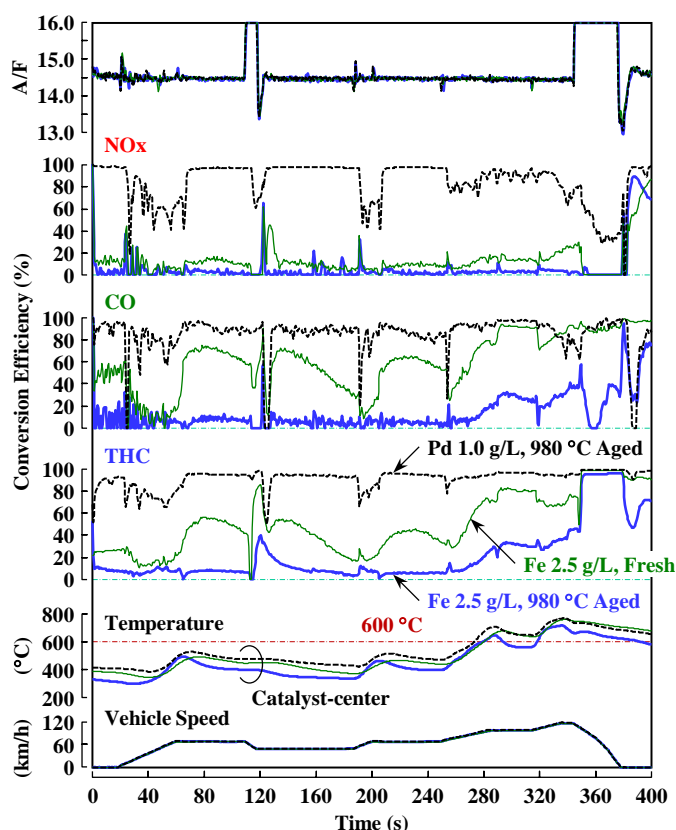 16.0
15.0
14.0
13.0
A/F
NOx
100
80
60
40
20
0
CO
100
80
60
40
20
0
Conversion Efficiency (%)
THC
Pd 1.0 g/L, 980 °C Aged
100
80
60
40
20
0
Fe 2.5 g/L, Fresh
Fe 2.5 g/L, 980 °C Aged
Temperature
600 °C
800
600
400
200
(°C)
Catalyst-center
Vehicle Speed
120
60
0
(km/h)
0 40 80 120 160 200 240 280 320 360 400
Time (s)